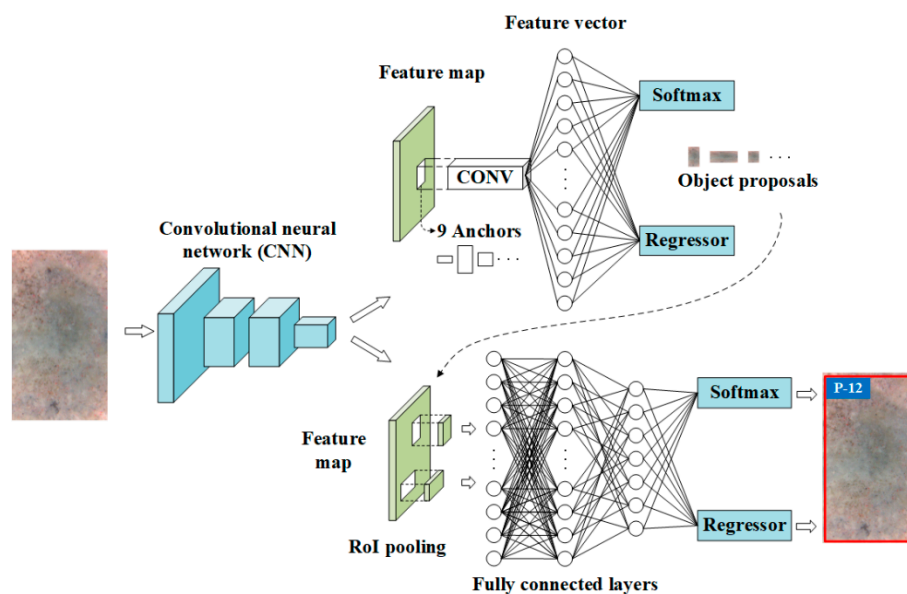 Feature vector
Feature map
Softmax
CONV
Object proposals
9 Anchors
Regressor
Convolutional neural
network (CNN)
Feature
map
RoI pooling
Softmax
P-12
Regressor
Fully connected layers